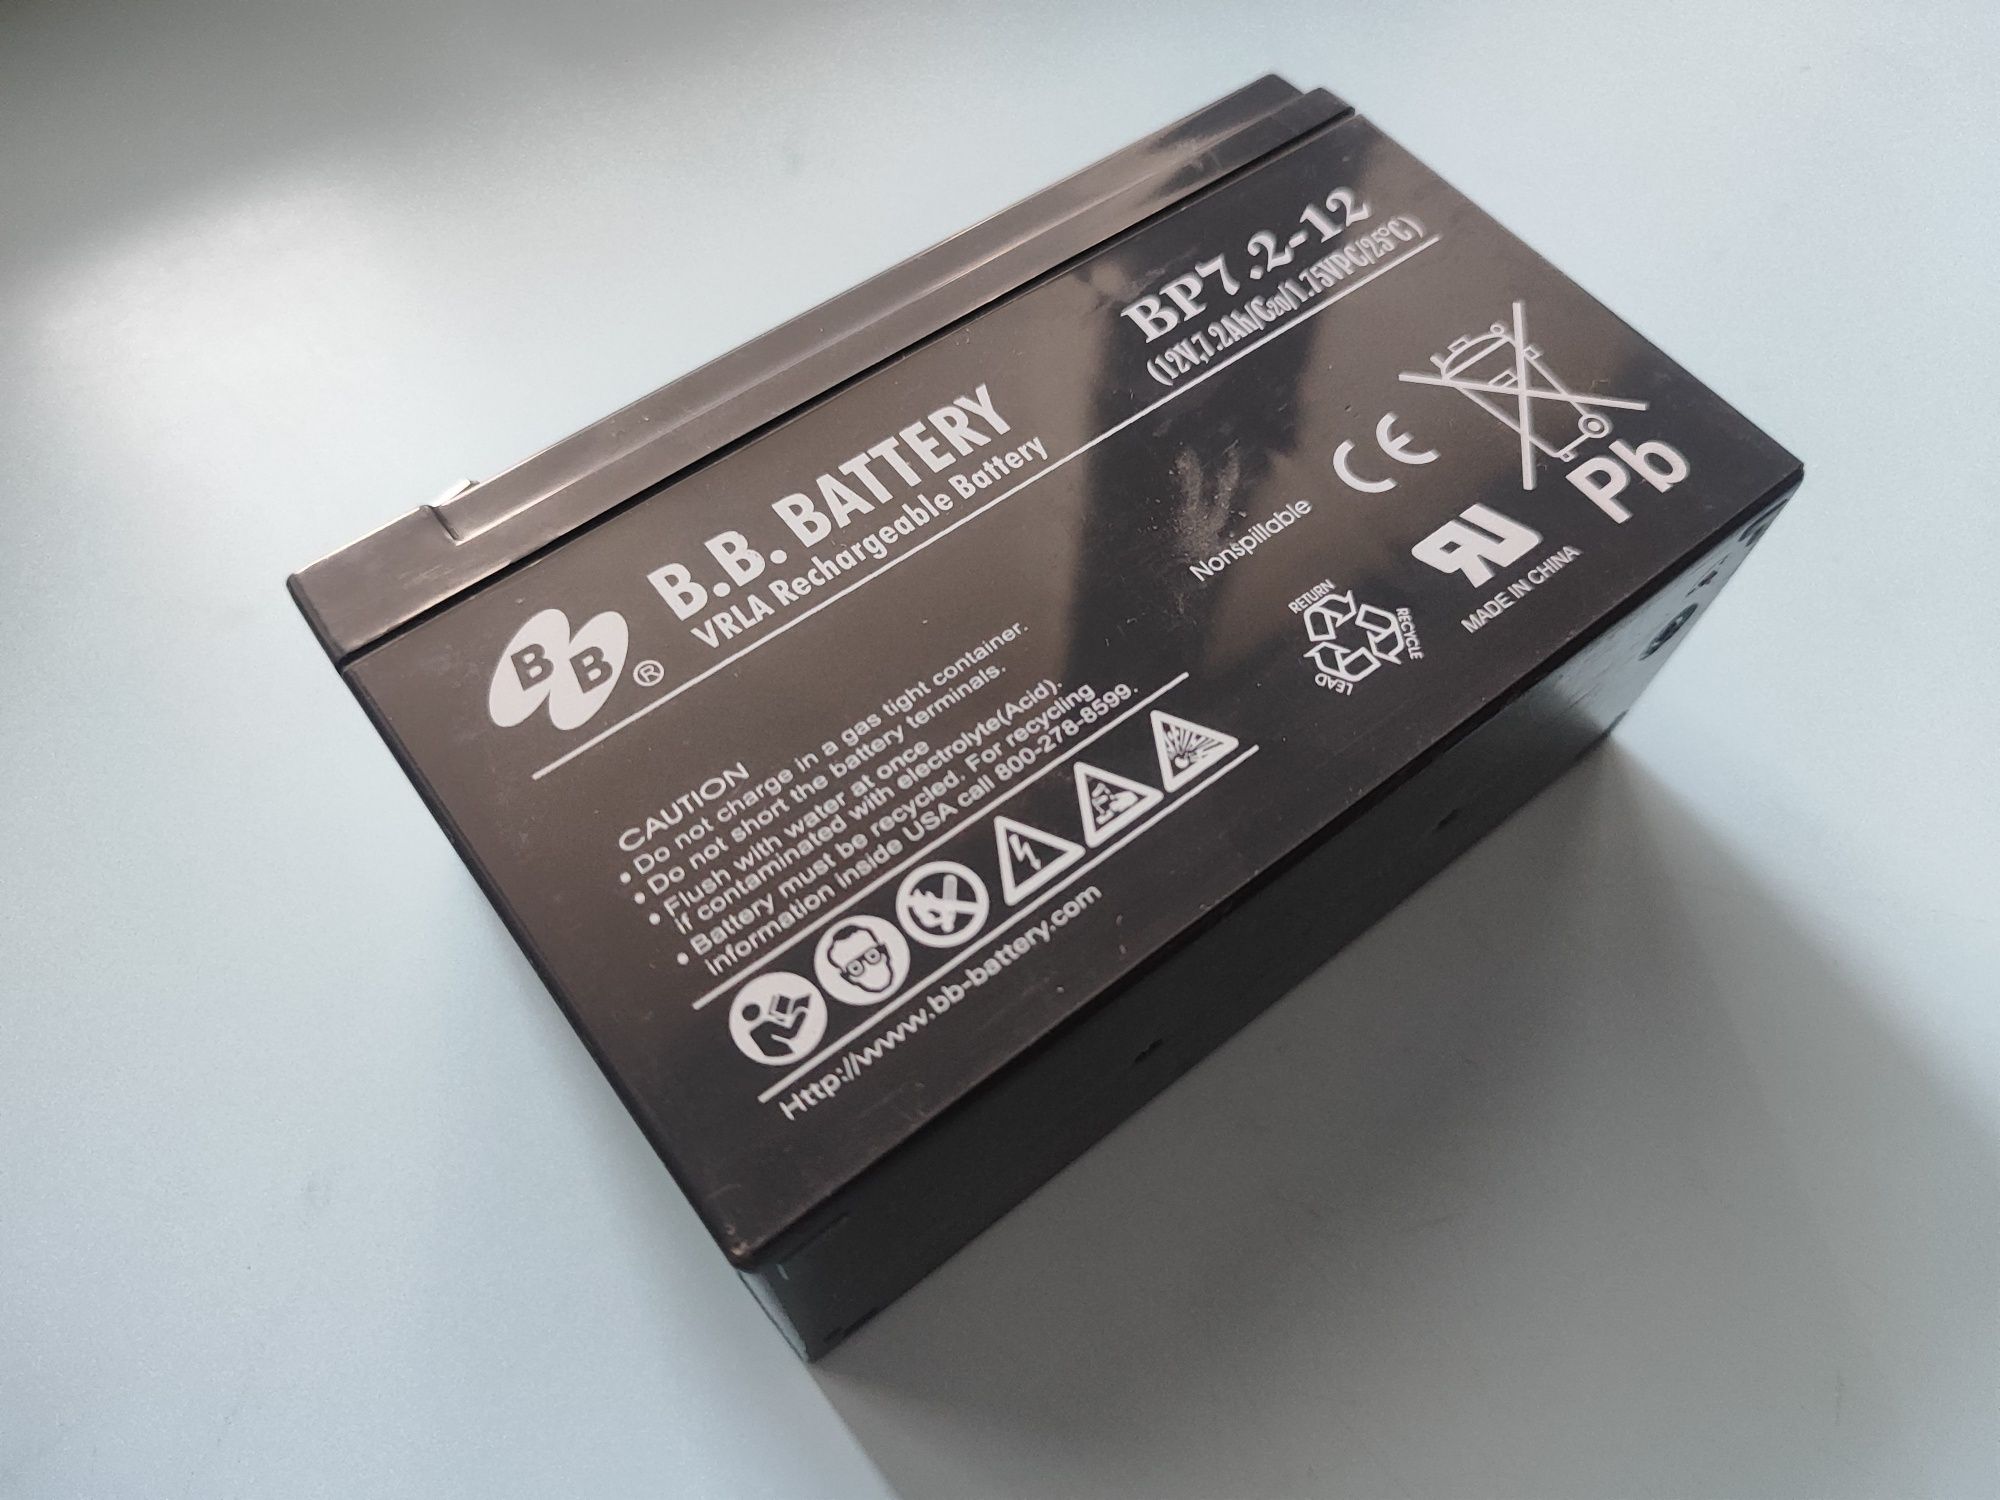 BB®
B.B. BATTERY
VRLA Rechargeable Battery
BP7.2-12
(12V,7.2Ah/C20/1.75VPC/25°C)
CAUTION
• Do not charge in a gas tight container.
• Do not short the battery terminals.
• Flush with water at once
if contaminated with electrolyte(Acid).
• Battery must be recycled. For recycling
information inside USA call 800-278-8599.
Http://www.bb-battery.com
Nonspillable
CE
Pb
RU
MADE IN CHINA
RETURN
RECYCLE
LEAD